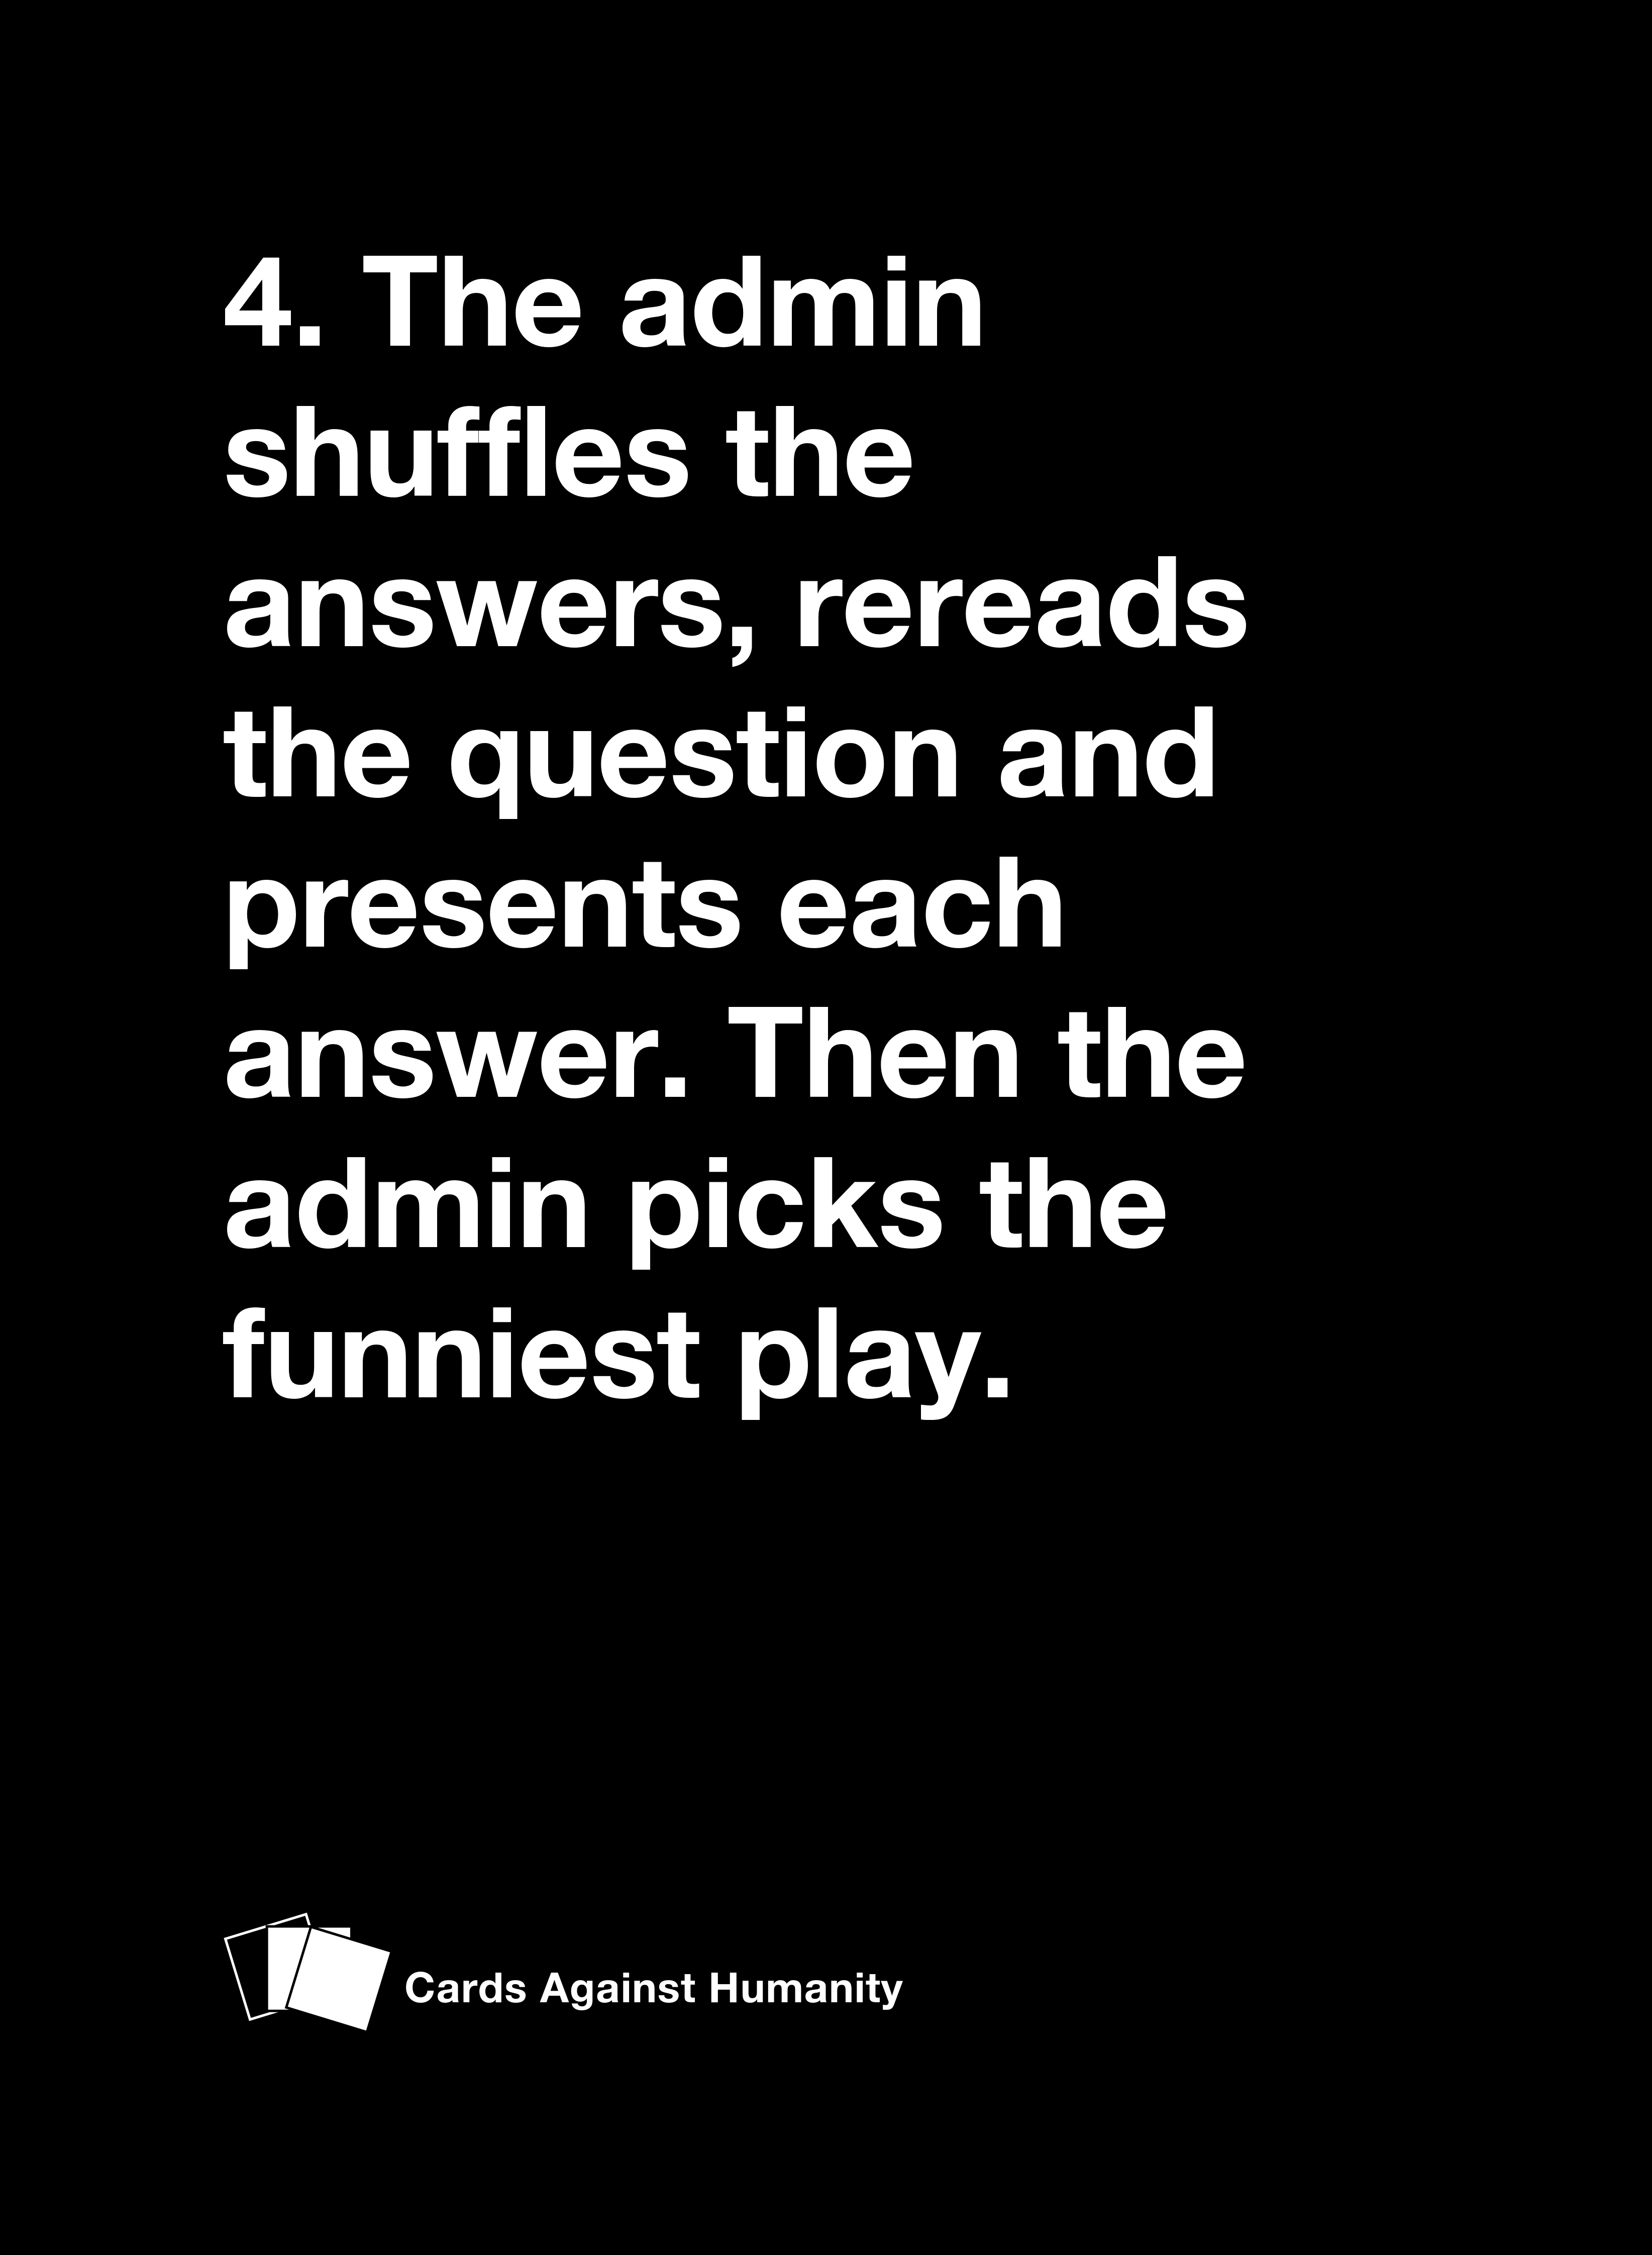 4. The admin
shuffles the
answers, rereads
the question and
presents each
answer. Then the
admin picks the
funniest play.
Cards Against Humanity